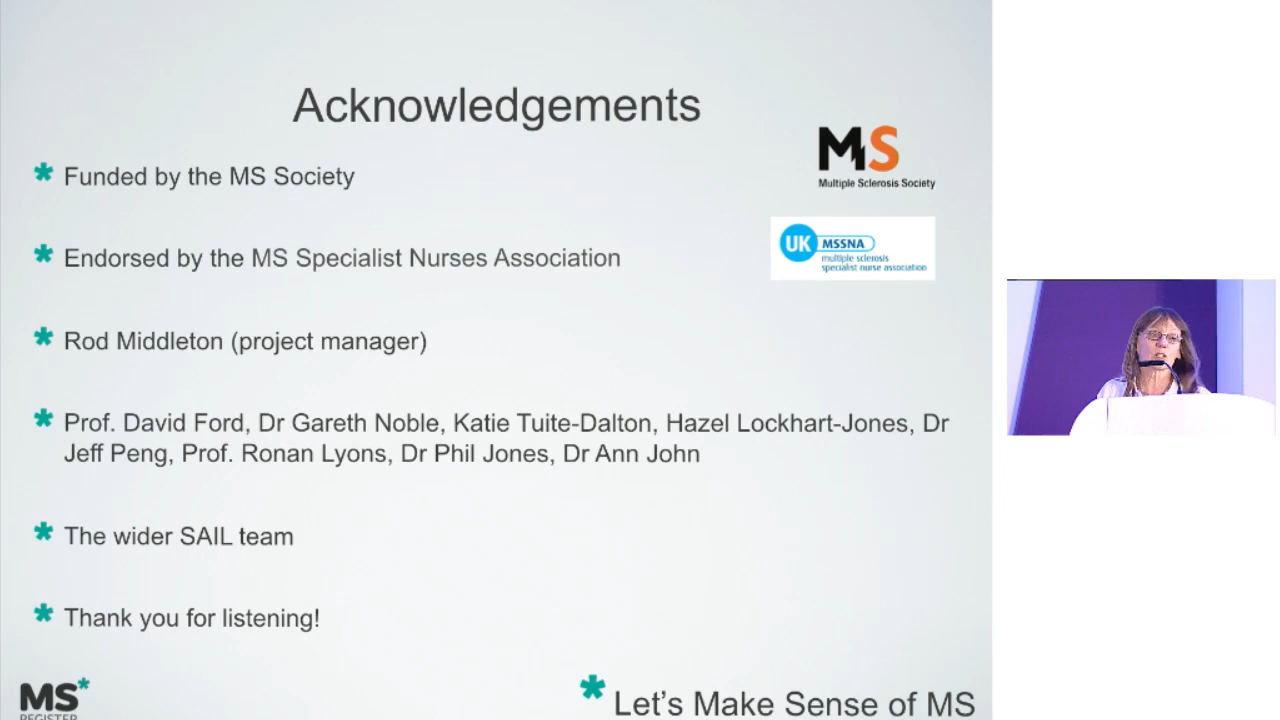 Acknowledgements
* Funded by the MS Society
MS
Multiple Sclerosis Society
* Endorsed by the MS Specialist Nurses Association
UK MSSNA
multiple sclerosis
specialist nurse association
* Rod Middleton (project manager)
* Prof. David Ford, Dr Gareth Noble, Katie Tuite-Dalton, Hazel Lockhart-Jones, Dr
Jeff Peng, Prof. Ronan Lyons, Dr Phil Jones, Dr Ann John
* The wider SAIL team
* Thank you for listening!
MS*
REGISTER
* Let's Make Sense of MS